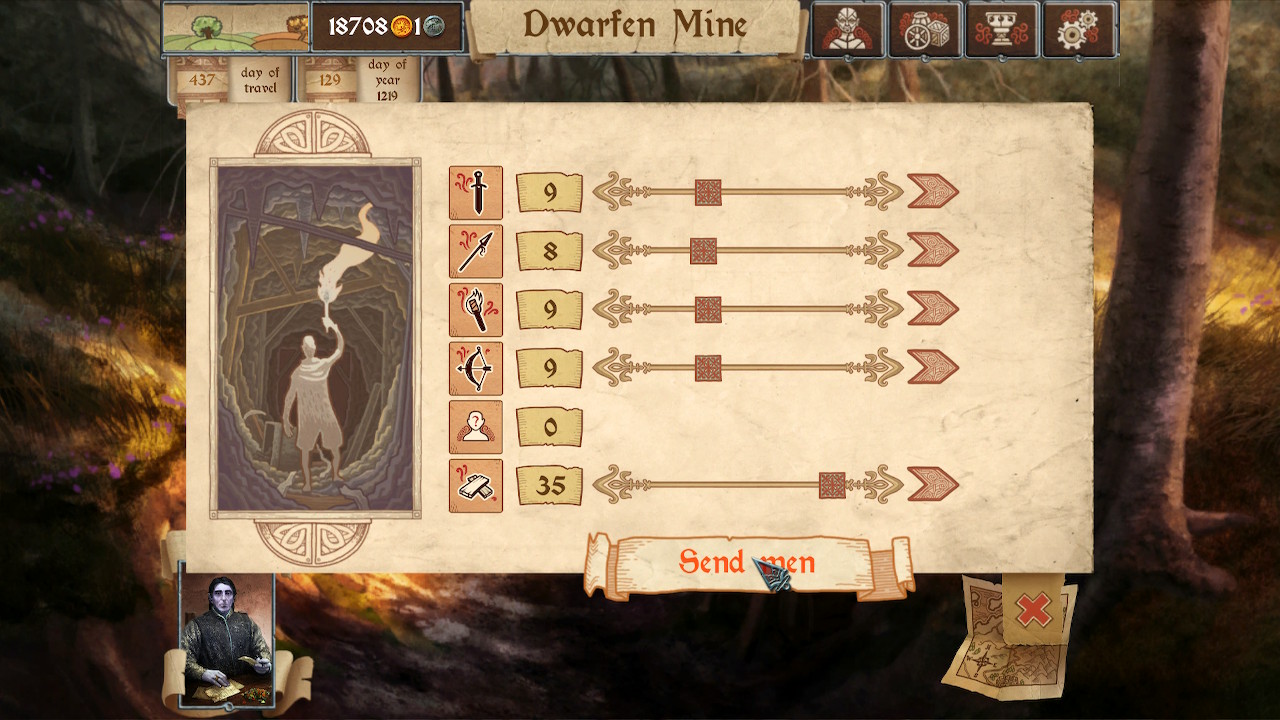 18708 1
Dwarfen Mine
437
day of
travel
129
day of
year
1219
9
8
9
9
?
0
35
Send men